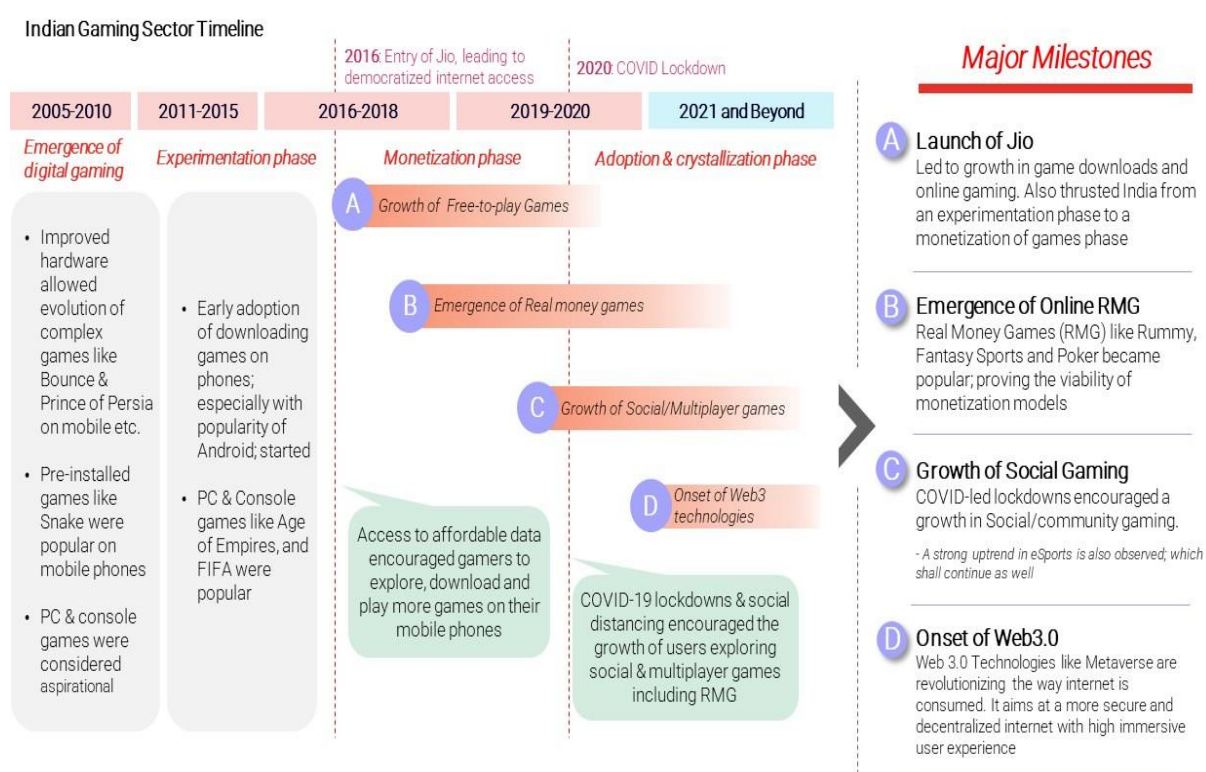 Indian Gaming Sector Timeline
2016: Entry of Jio, leading to
democratized internet access
2020: COVID Lockdown
2005-2010
2011-2015
2016-2018
2019-2020
2021 and Beyond
Emergence of
digital gaming
Experimentation phase
Monetization phase
Adoption & crystallization phase
• Improved
hardware
allowed
evolution of
complex
games like
Bounce &
Prince of Persia
on mobile etc.
• Pre-installed
games like
Snake were
popular on
mobile phones
• PC & console
games were
considered
aspirational
• Early adoption
of downloading
games on
phones;
especially with
popularity of
Android; started
• PC & Console
games like Age
of Empires, and
FIFA were
popular
A
Growth of Free-to-play Games
B
Emergence of Real money games
C
Growth of Social/Multiplayer games
D
Onset of Web3
technologies
Access to affordable data
encouraged gamers to
explore, download and
play more games on their
mobile phones
COVID-19 lockdowns & social
distancing encouraged the
growth of users exploring
social & multiplayer games
including RMG
Major Milestones
A
Launch of Jio
Led to growth in game downloads and
online gaming. Also thrusted India from
an experimentation phase to a
monetization of games phase
B
Emergence of Online RMG
Real Money Games (RMG) like Rummy,
Fantasy Sports and Poker became
popular; proving the viability of
monetization models
C
Growth of Social Gaming
COVID-led lockdowns encouraged a
growth in Social/community gaming.
- A strong uptrend in eSports is also observed; which
shall continue as well
D
Onset of Web3.0
Web 3.0 Technologies like Metaverse are
revolutionizing the way internet is
consumed. It aims at a more secure and
decentralized internet with high immersive
user experience